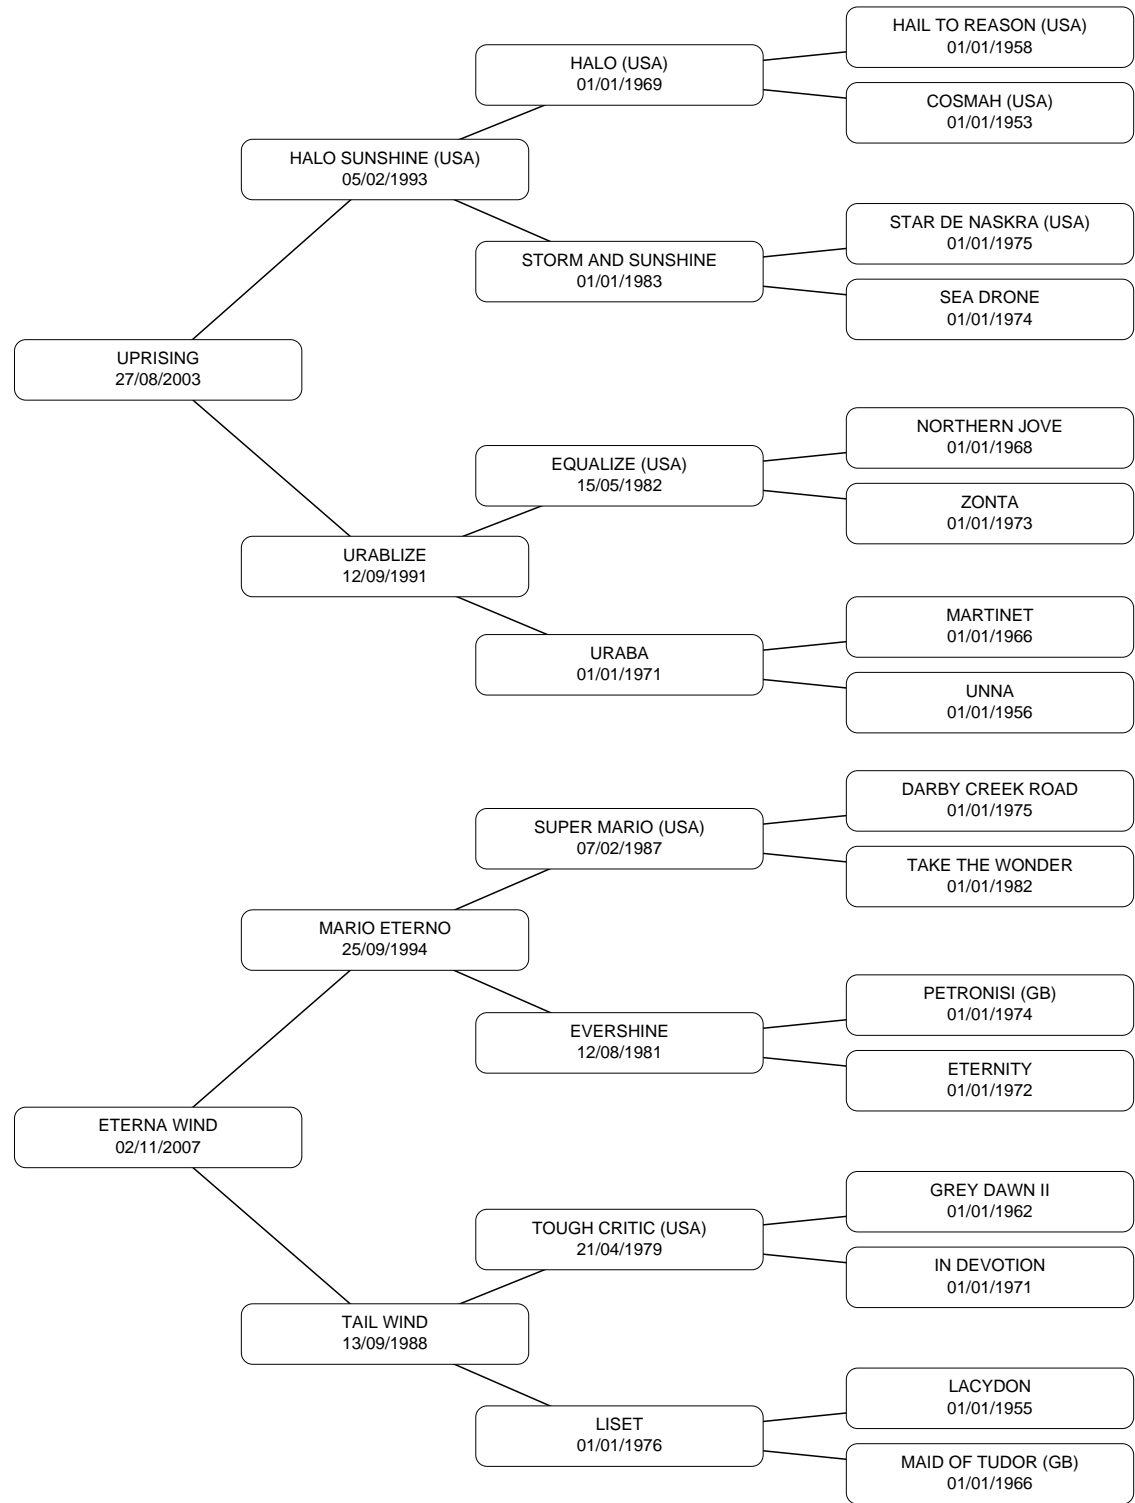 HAIL TO REASON (USA)
01/01/1958
HALO (USA)
01/01/1969
COSMAH (USA)
01/01/1953
HALO SUNSHINE (USA)
05/02/1993
STAR DE NASKRA (USA)
01/01/1975
STORM AND SUNSHINE
01/01/1983
SEA DRONE
01/01/1974
UPRISING
27/08/2003
NORTHERN JOVE
01/01/1968
EQUALIZE (USA)
15/05/1982
ZONTA
01/01/1973
URABLIZE
12/09/1991
MARTINET
01/01/1966
URABA
01/01/1971
UNNA
01/01/1956
DARBY CREEK ROAD
01/01/1975
SUPER MARIO (USA)
07/02/1987
TAKE THE WONDER
01/01/1982
MARIO ETERNO
25/09/1994
PETRONISI (GB)
01/01/1974
EVERSHINE
12/08/1981
ETERNITY
01/01/1972
ETERNA WIND
02/11/2007
GREY DAWN II
01/01/1962
TOUGH CRITIC (USA)
21/04/1979
IN DEVOTION
01/01/1971
TAIL WIND
13/09/1988
LACYDON
01/01/1955
LISET
01/01/1976
MAID OF TUDOR (GB)
01/01/1966